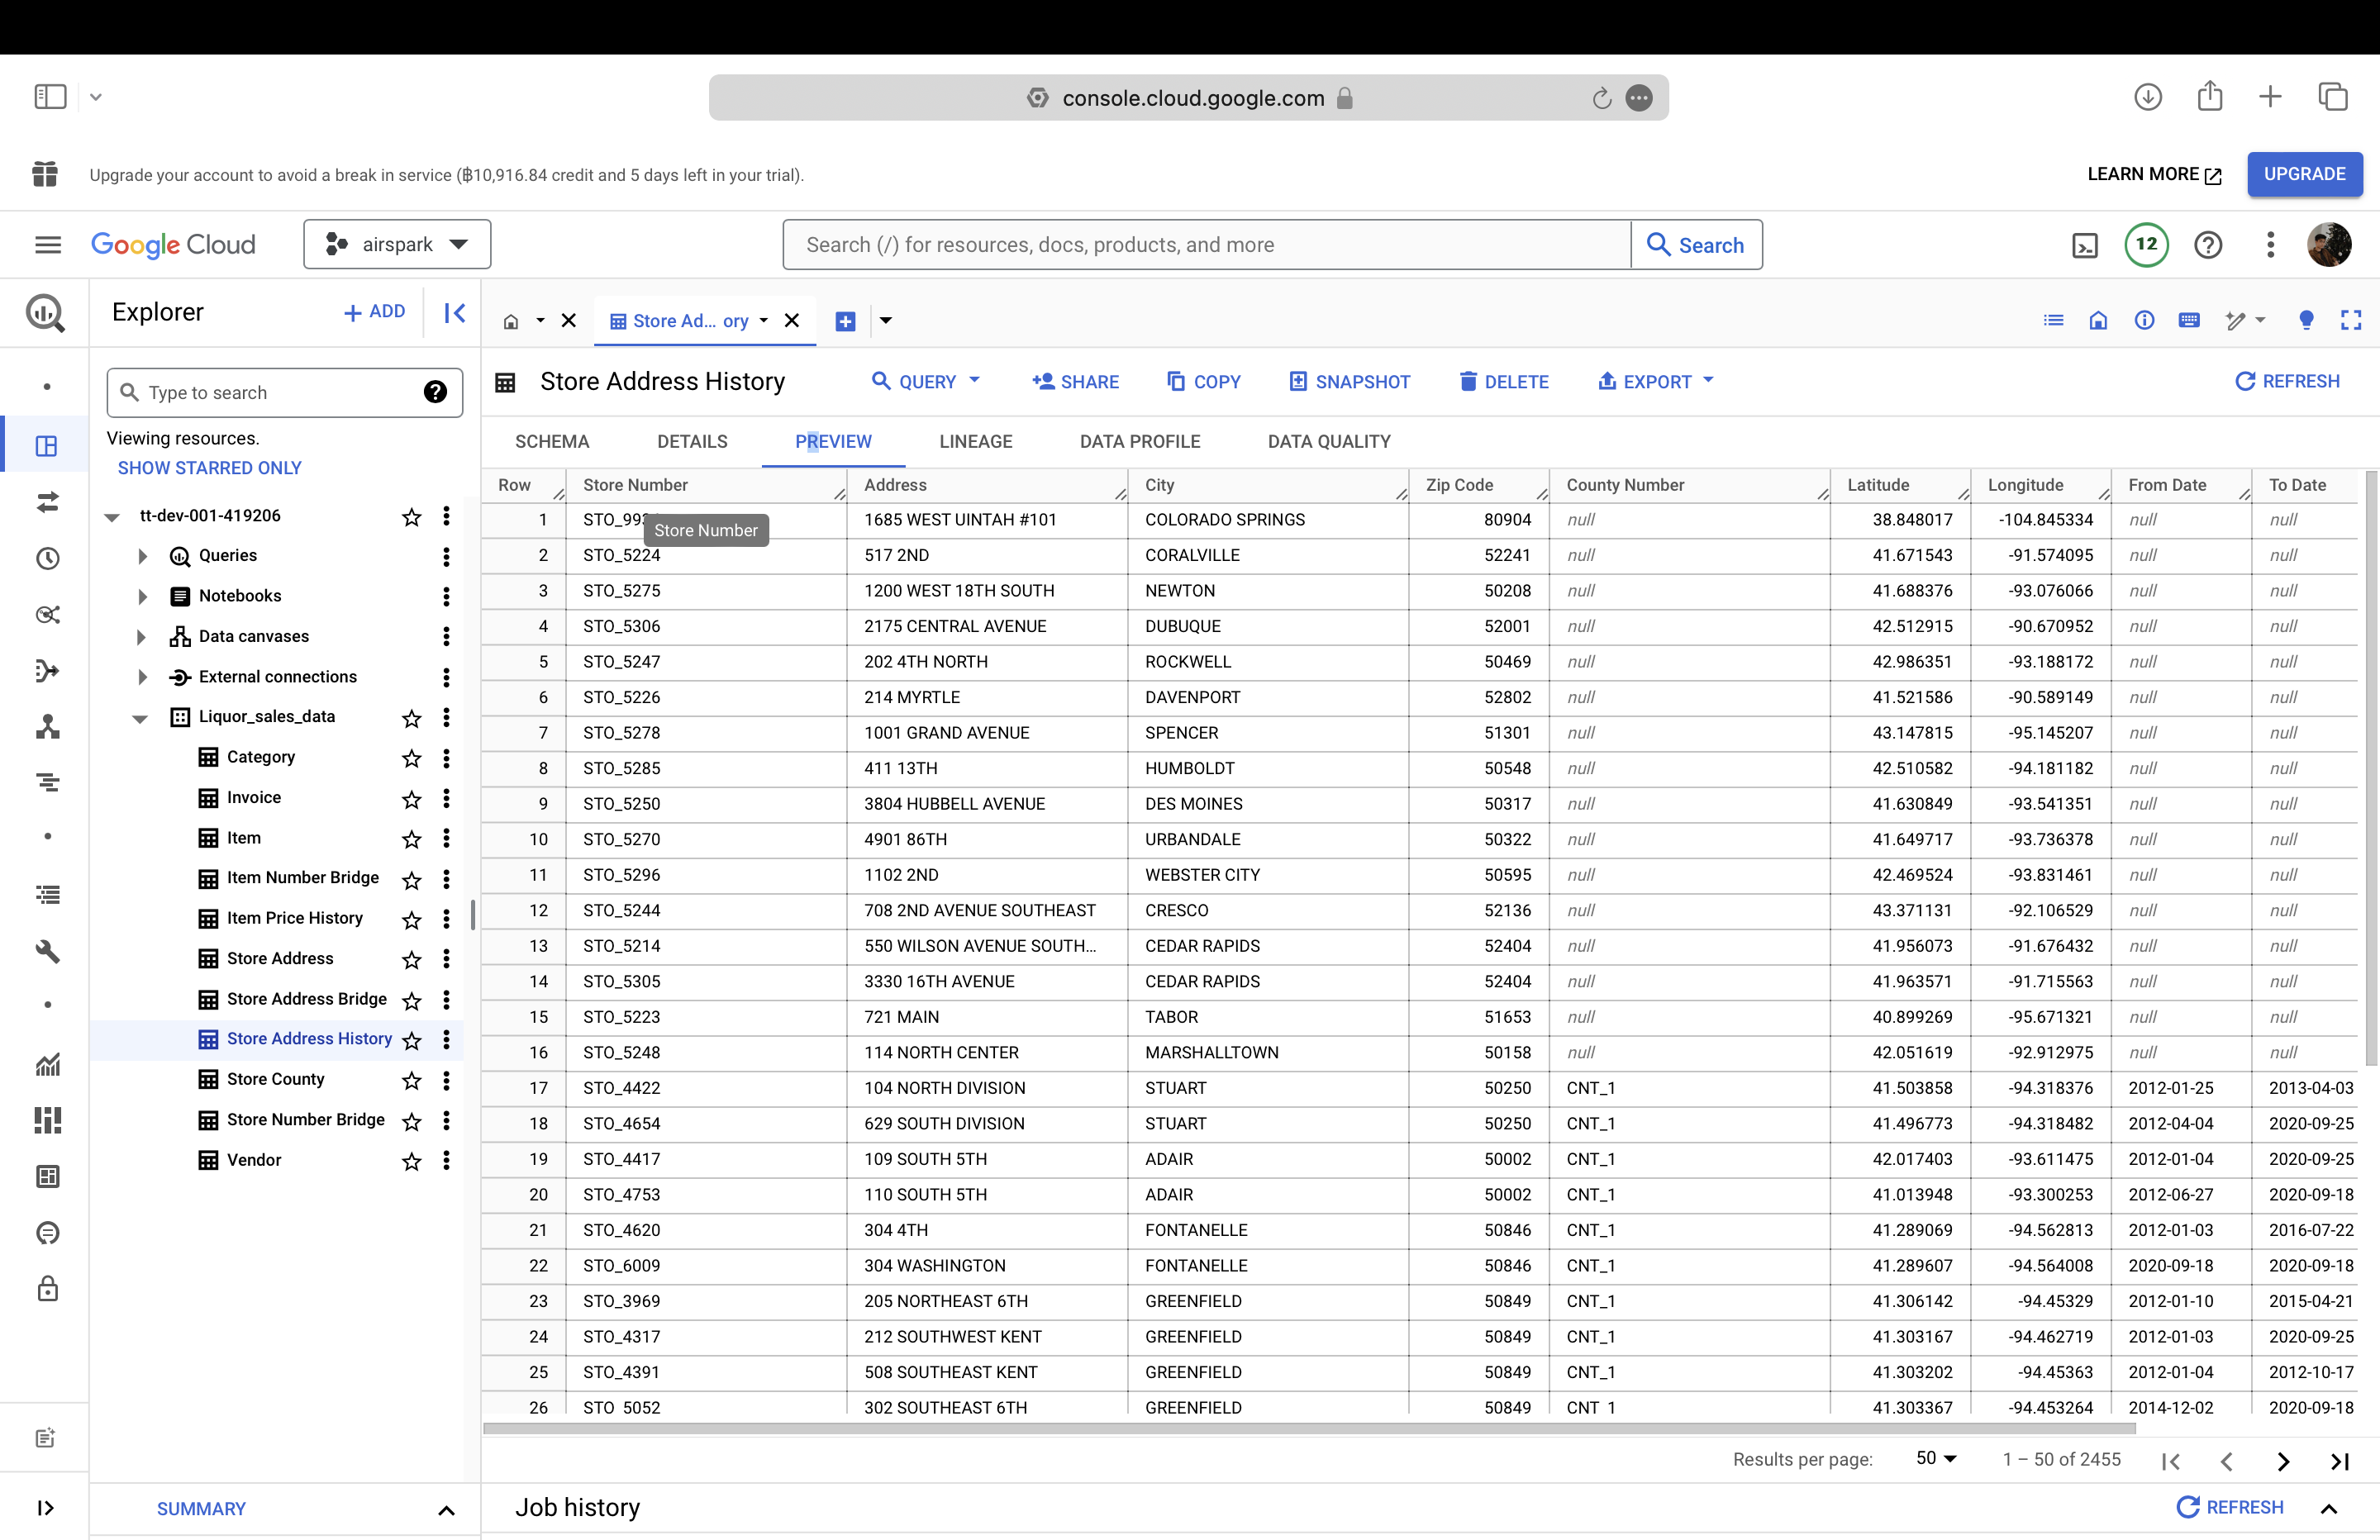 console.cloud.google.com
Upgrade your account to avoid a break in service (฿10,916.84 credit and 5 days left in your trial).
LEARN MORE
UPGRADE
Google Cloud
airspark
Search (/) for resources, docs, products, and more
Search
12
Explorer
+ ADD
Store Ad... ory
Type to search
Viewing resources.
SHOW STARRED ONLY
tt-dev-001-419206
Queries
Notebooks
Data canvases
External connections
Liquor_sales_data
Category
Invoice
Item
Item Number Bridge
Item Price History
Store Address
Store Address Bridge
Store Address History
Store County
Store Number Bridge
Vendor
SUMMARY
Store Address History
QUERY
SHARE
COPY
SNAPSHOT
DELETE
EXPORT
REFRESH
SCHEMA DETAILS PREVIEW LINEAGE DATA PROFILE DATA QUALITY
Row Store Number Address City Zip Code County Number Latitude Longitude From Date To Date
1 STO_99 1685 WEST UINTAH #101 COLORADO SPRINGS 80904 null 38.848017 -104.845334 null null
Store Number
2 STO_5224 517 2ND CORALVILLE 52241 null 41.671543 -91.574095 null null
3 STO_5275 1200 WEST 18TH SOUTH NEWTON 50208 null 41.688376 -93.076066 null null
4 STO_5306 2175 CENTRAL AVENUE DUBUQUE 52001 null 42.512915 -90.670952 null null
5 STO_5247 202 4TH NORTH ROCKWELL 50469 null 42.986351 -93.188172 null null
6 STO_5226 214 MYRTLE DAVENPORT 52802 null 41.521586 -90.589149 null null
7 STO_5278 1001 GRAND AVENUE SPENCER 51301 null 43.147815 -95.145207 null null
8 STO_5285 411 13TH HUMBOLDT 50548 null 42.510582 -94.181182 null null
9 STO_5250 3804 HUBBELL AVENUE DES MOINES 50317 null 41.630849 -93.541351 null null
10 STO_5270 4901 86TH URBANDALE 50322 null 41.649717 -93.736378 null null
11 STO_5296 1102 2ND WEBSTER CITY 50595 null 42.469524 -93.831461 null null
12 STO_5244 708 2ND AVENUE SOUTHEAST CRESCO 52136 null 43.371131 -92.106529 null null
13 STO_5214 550 WILSON AVENUE SOUTH... CEDAR RAPIDS 52404 null 41.956073 -91.676432 null null
14 STO_5305 3330 16TH AVENUE CEDAR RAPIDS 52404 null 41.963571 -91.715563 null null
15 STO_5223 721 MAIN TABOR 51653 null 40.899269 -95.671321 null null
16 STO_5248 114 NORTH CENTER MARSHALLTOWN 50158 null 42.051619 -92.912975 null null
17 STO_4422 104 NORTH DIVISION STUART 50250 CNT_1 41.503858 -94.318376 2012-01-25 2013-04-03
18 STO_4654 629 SOUTH DIVISION STUART 50250 CNT_1 41.496773 -94.318482 2012-04-04 2020-09-25
19 STO_4417 109 SOUTH 5TH ADAIR 50002 CNT_1 42.017403 -93.611475 2012-01-04 2020-09-25
20 STO_4753 110 SOUTH 5TH ADAIR 50002 CNT_1 41.013948 -93.300253 2012-06-27 2020-09-18
21 STO_4620 304 4TH FONTANELLE 50846 CNT_1 41.289069 -94.562813 2012-01-03 2016-07-22
22 STO_6009 304 WASHINGTON FONTANELLE 50846 CNT_1 41.289607 -94.564008 2020-09-18 2020-09-18
23 STO_3969 205 NORTHEAST 6TH GREENFIELD 50849 CNT_1 41.306142 -94.45329 2012-01-10 2015-04-21
24 STO_4317 212 SOUTHWEST KENT GREENFIELD 50849 CNT_1 41.303167 -94.462719 2012-01-03 2020-09-25
25 STO_4391 508 SOUTHEAST KENT GREENFIELD 50849 CNT_1 41.303202 -94.45363 2012-01-04 2012-10-17
26 STO_5052 302 SOUTHEAST 6TH GREENFIELD 50849 CNT_1 41.303367 -94.453264 2014-12-02 2020-09-18
Results per page: 50 1 – 50 of 2455
Job history
REFRESH